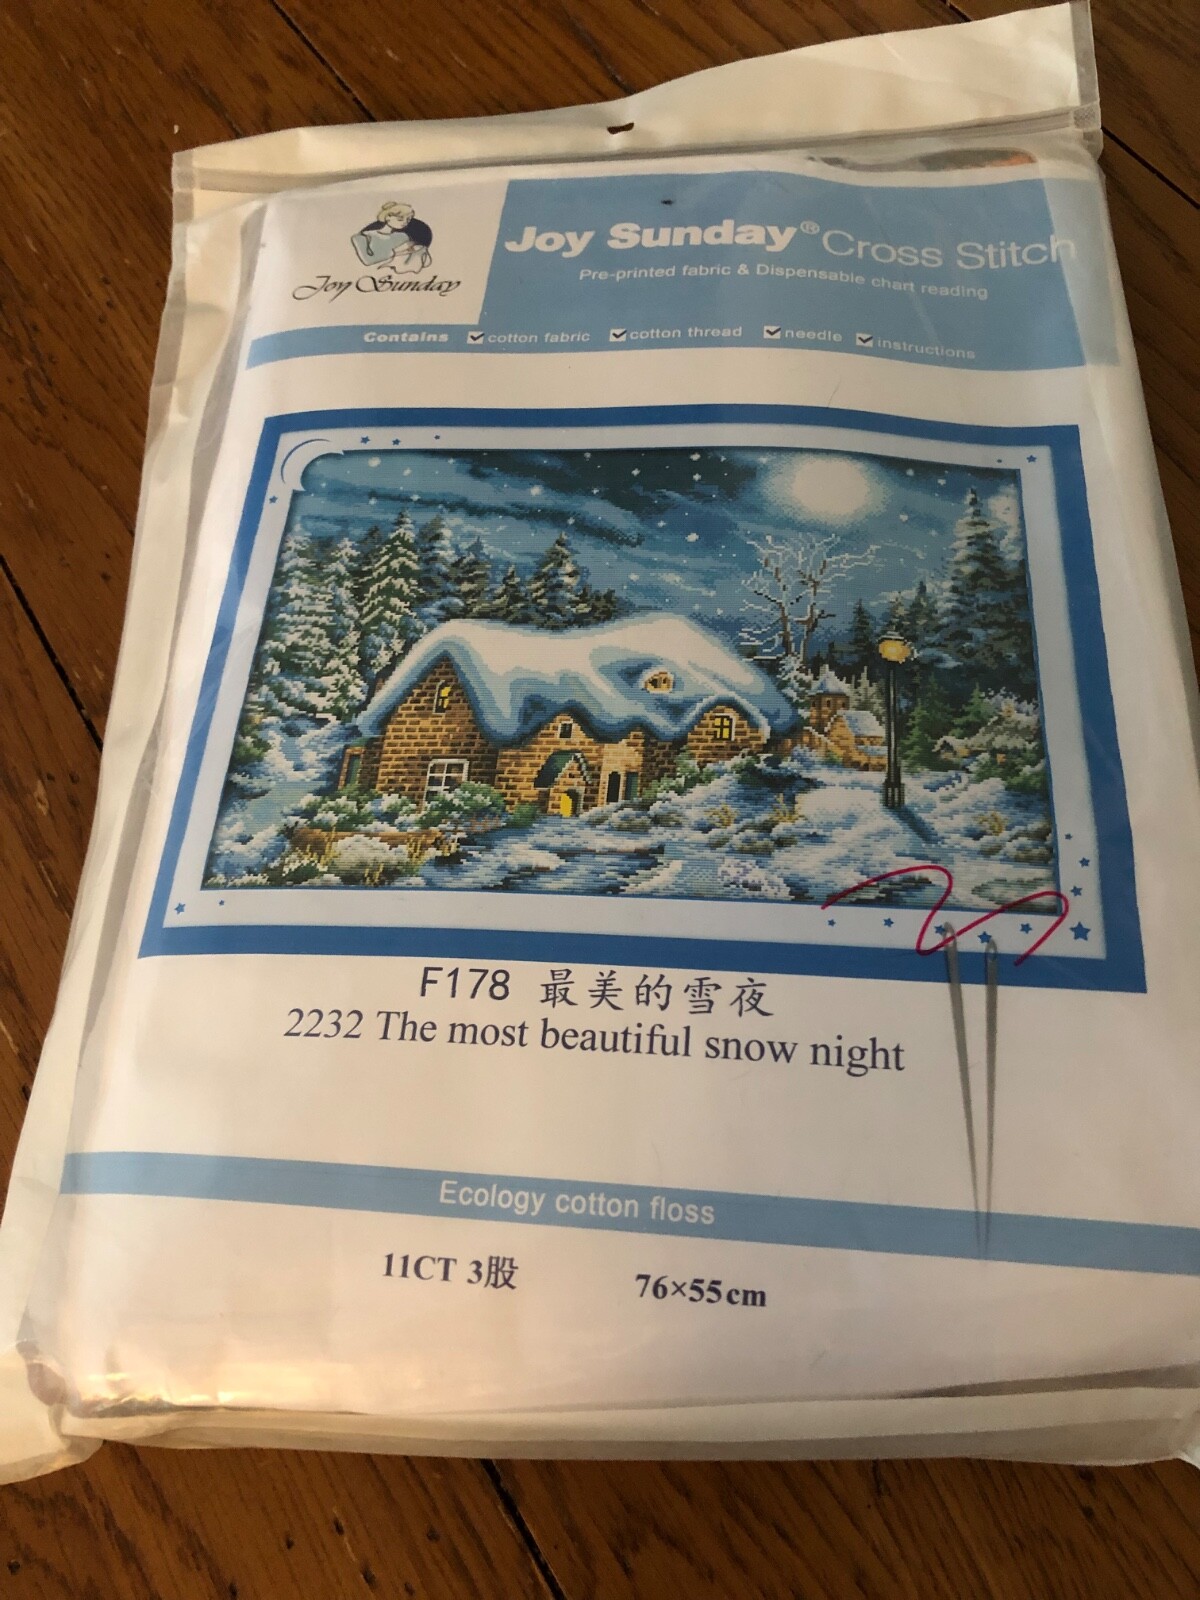 Joy Sunday
Joy Sunday® Cross Stitch
Pre-printed fabric & Dispensable chart reading
Contains cotton fabric cotton thread needle instructions
F178 最美的雪夜
2232 The most beautiful snow night
Ecology cotton floss
11CT 3股 76×55cm